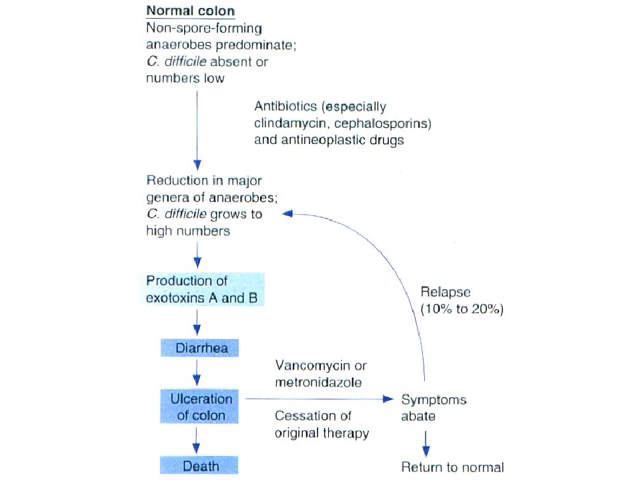 Normal colon
Non-spore-forming
anaerobes predominate;
C. difficile absent or
numbers low
Antibiotics (especially
clindamycin, cephalosporins)
and antineoplastic drugs
Reduction in major
genera of anaerobes;
C. difficile grows to
high numbers
Production of
exotoxins A and B
Relapse
(10% to 20%)
Diarrhea
Vancomycin or
metronidazole
Ulceration
of colon
Cessation of
original therapy
Symptoms
abate
Death
Return to normal